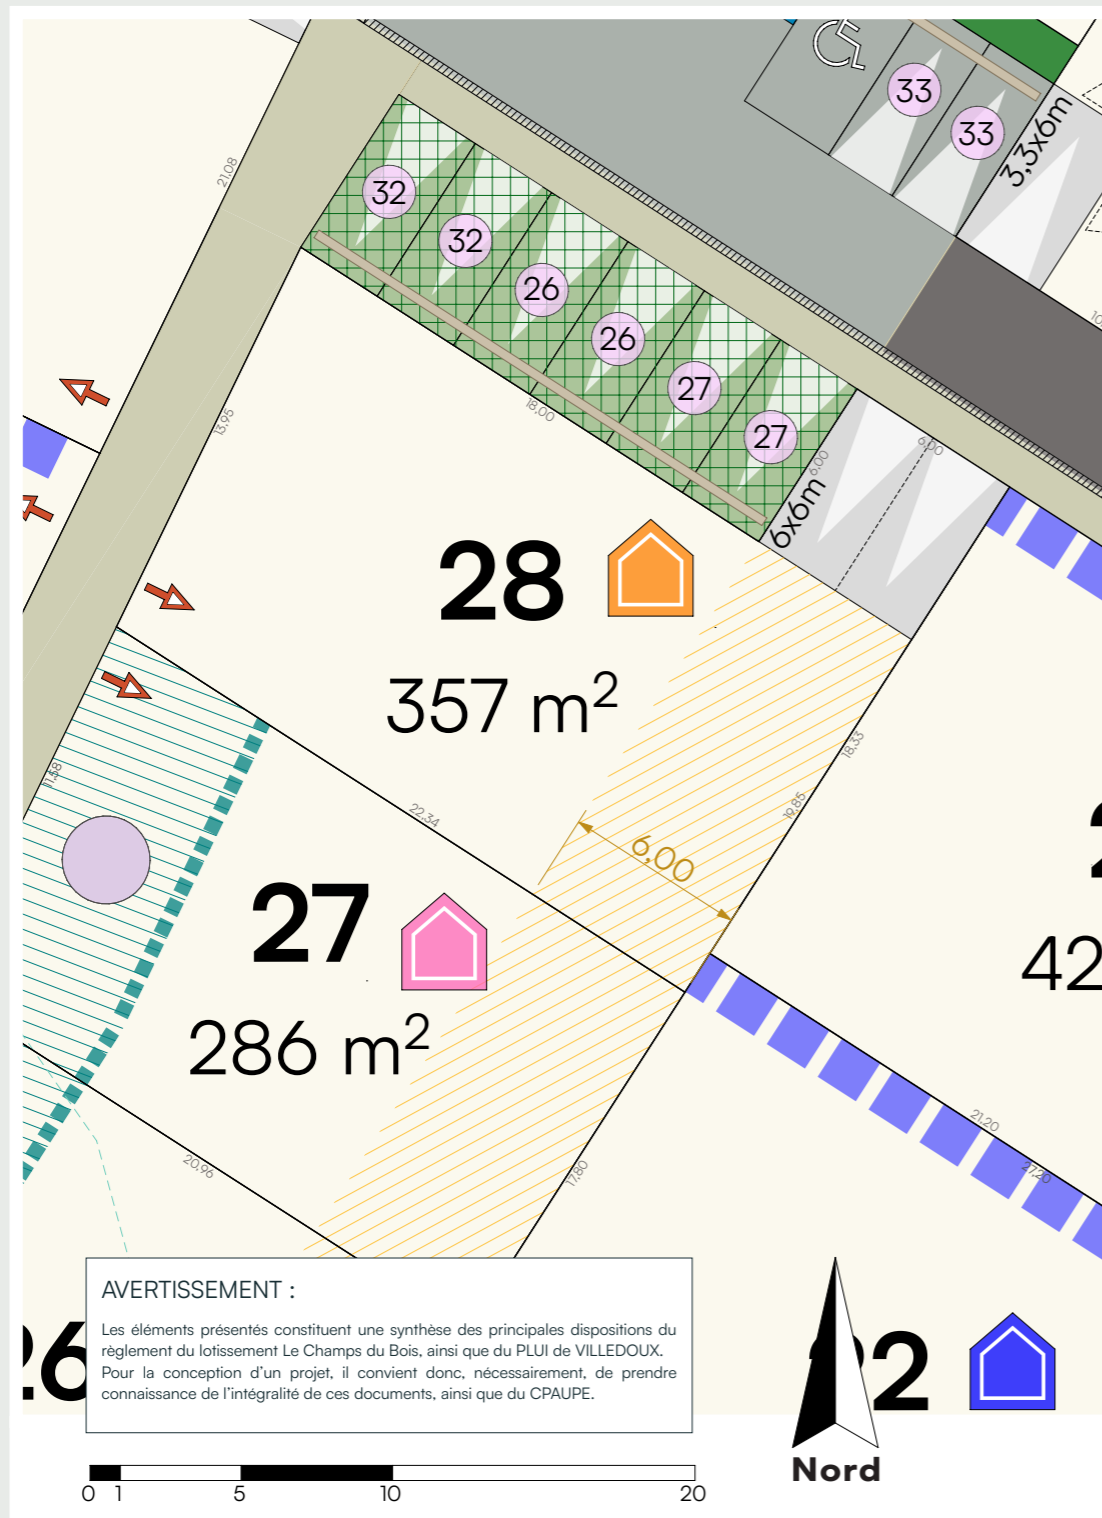 33
33
3,3x6m
21.08
32
32
26
26
27
27
10,
18,00
13,95
6,00
6,00
6x6m
28
357 m²
18,33
19,85
11,58
22,34
6,00
27
286 m²
42
21,20
27,20
20,96
17,80
AVERTISSEMENT :
Les éléments présentés constituent une synthèse des principales dispositions du
règlement du lotissement Le Champs du Bois, ainsi que du PLUI de VILLEDOUX.
Pour la conception d'un projet, il convient donc, nécessairement, de prendre
connaissance de l'intégralité de ces documents, ainsi que du CPAUPE.
26
22
Nord
0 1 5 10 20